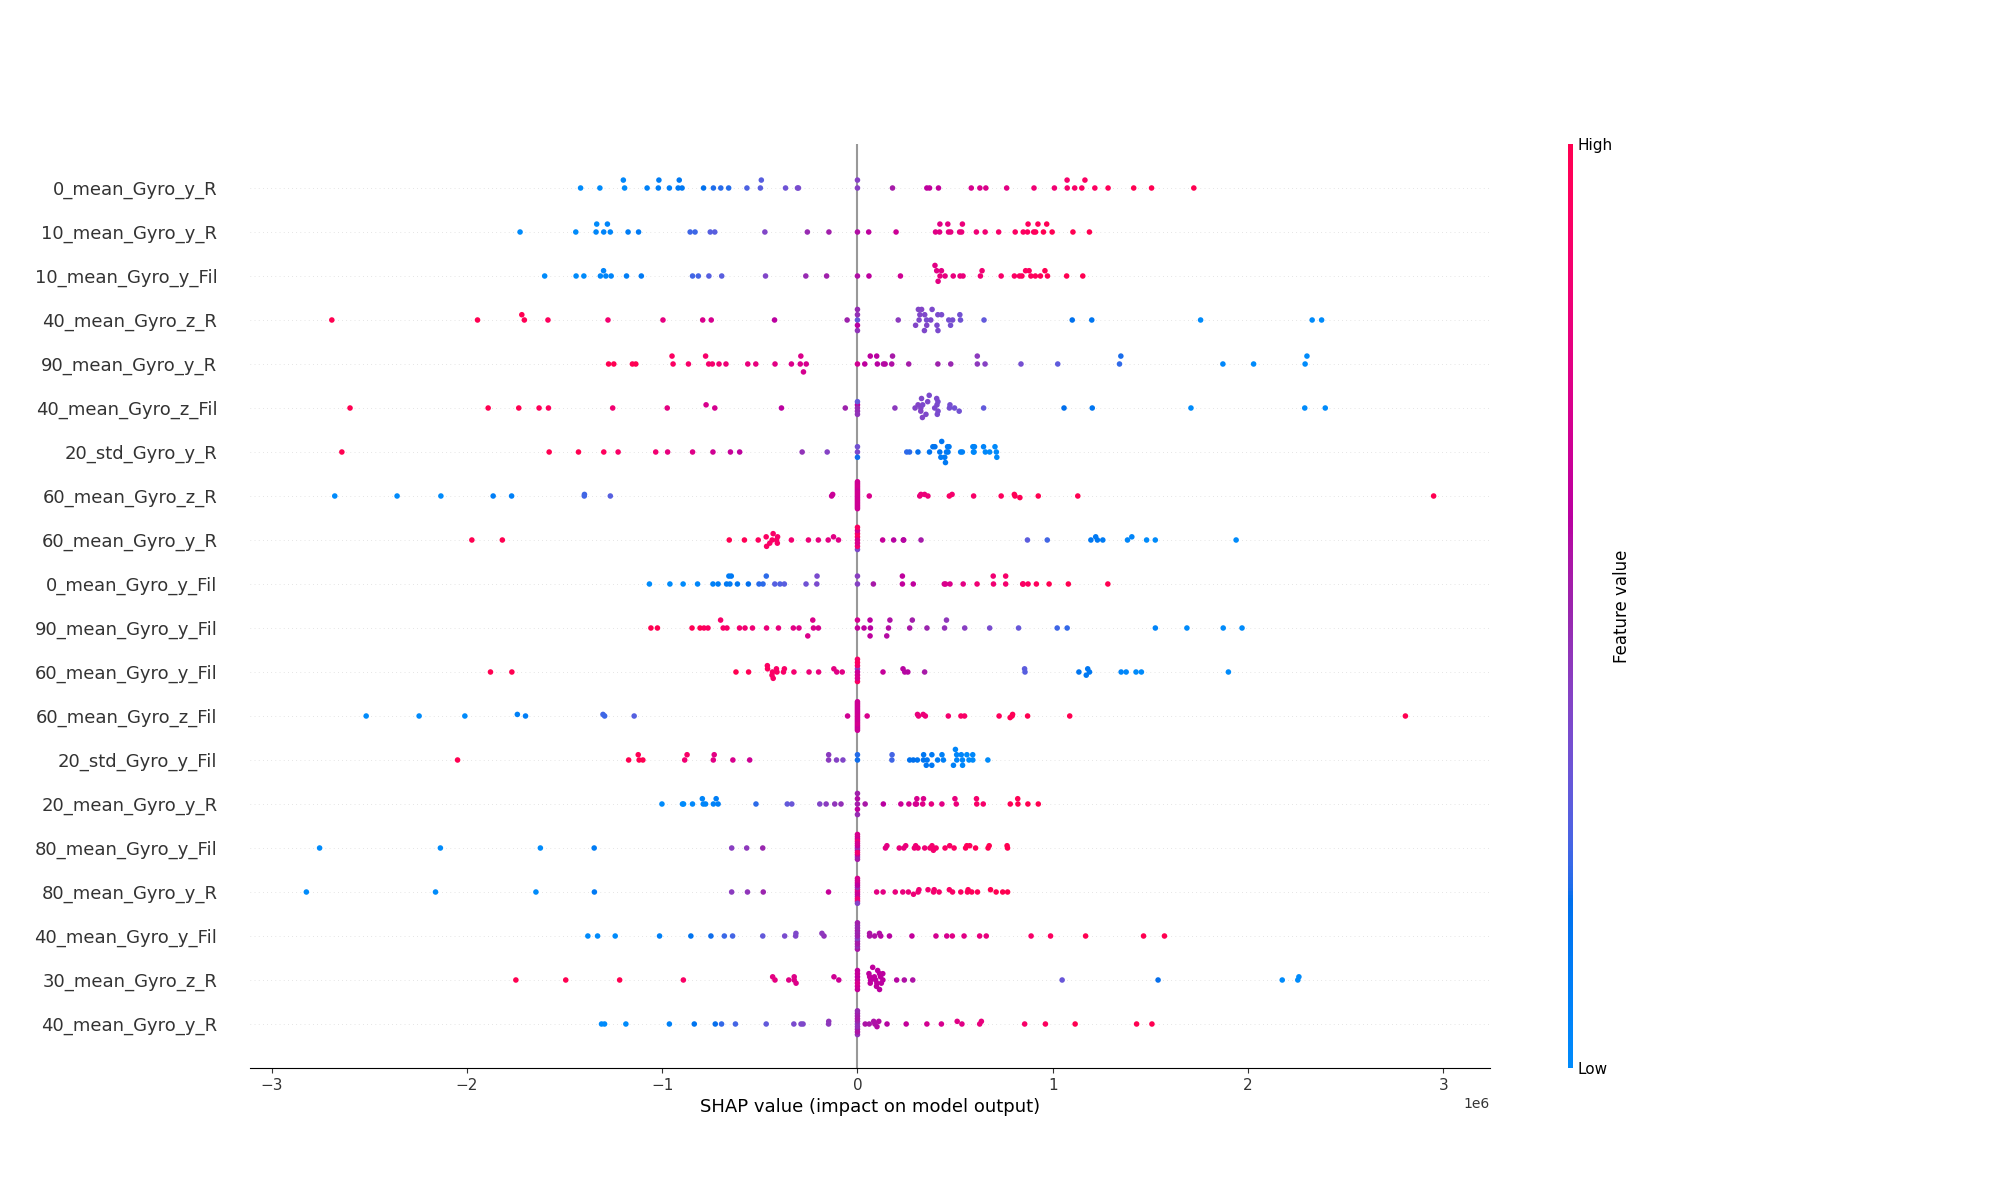 High
0_mean_Gyro_y_R
10_mean_Gyro_y_R
10_mean_Gyro_y_Fil
40_mean_Gyro_z_R
90_mean_Gyro_y_R
40_mean_Gyro_z_Fil
20_std_Gyro_y_R
60_mean_Gyro_z_R
60_mean_Gyro_y_R
0_mean_Gyro_y_Fil
90_mean_Gyro_y_Fil
60_mean_Gyro_y_Fil
60_mean_Gyro_z_Fil
20_std_Gyro_y_Fil
20_mean_Gyro_y_R
80_mean_Gyro_y_Fil
80_mean_Gyro_y_R
40_mean_Gyro_y_Fil
30_mean_Gyro_z_R
40_mean_Gyro_y_R
Feature value
Low
−3 −2 −1 0 1 2 3
1e6
SHAP value (impact on model output)